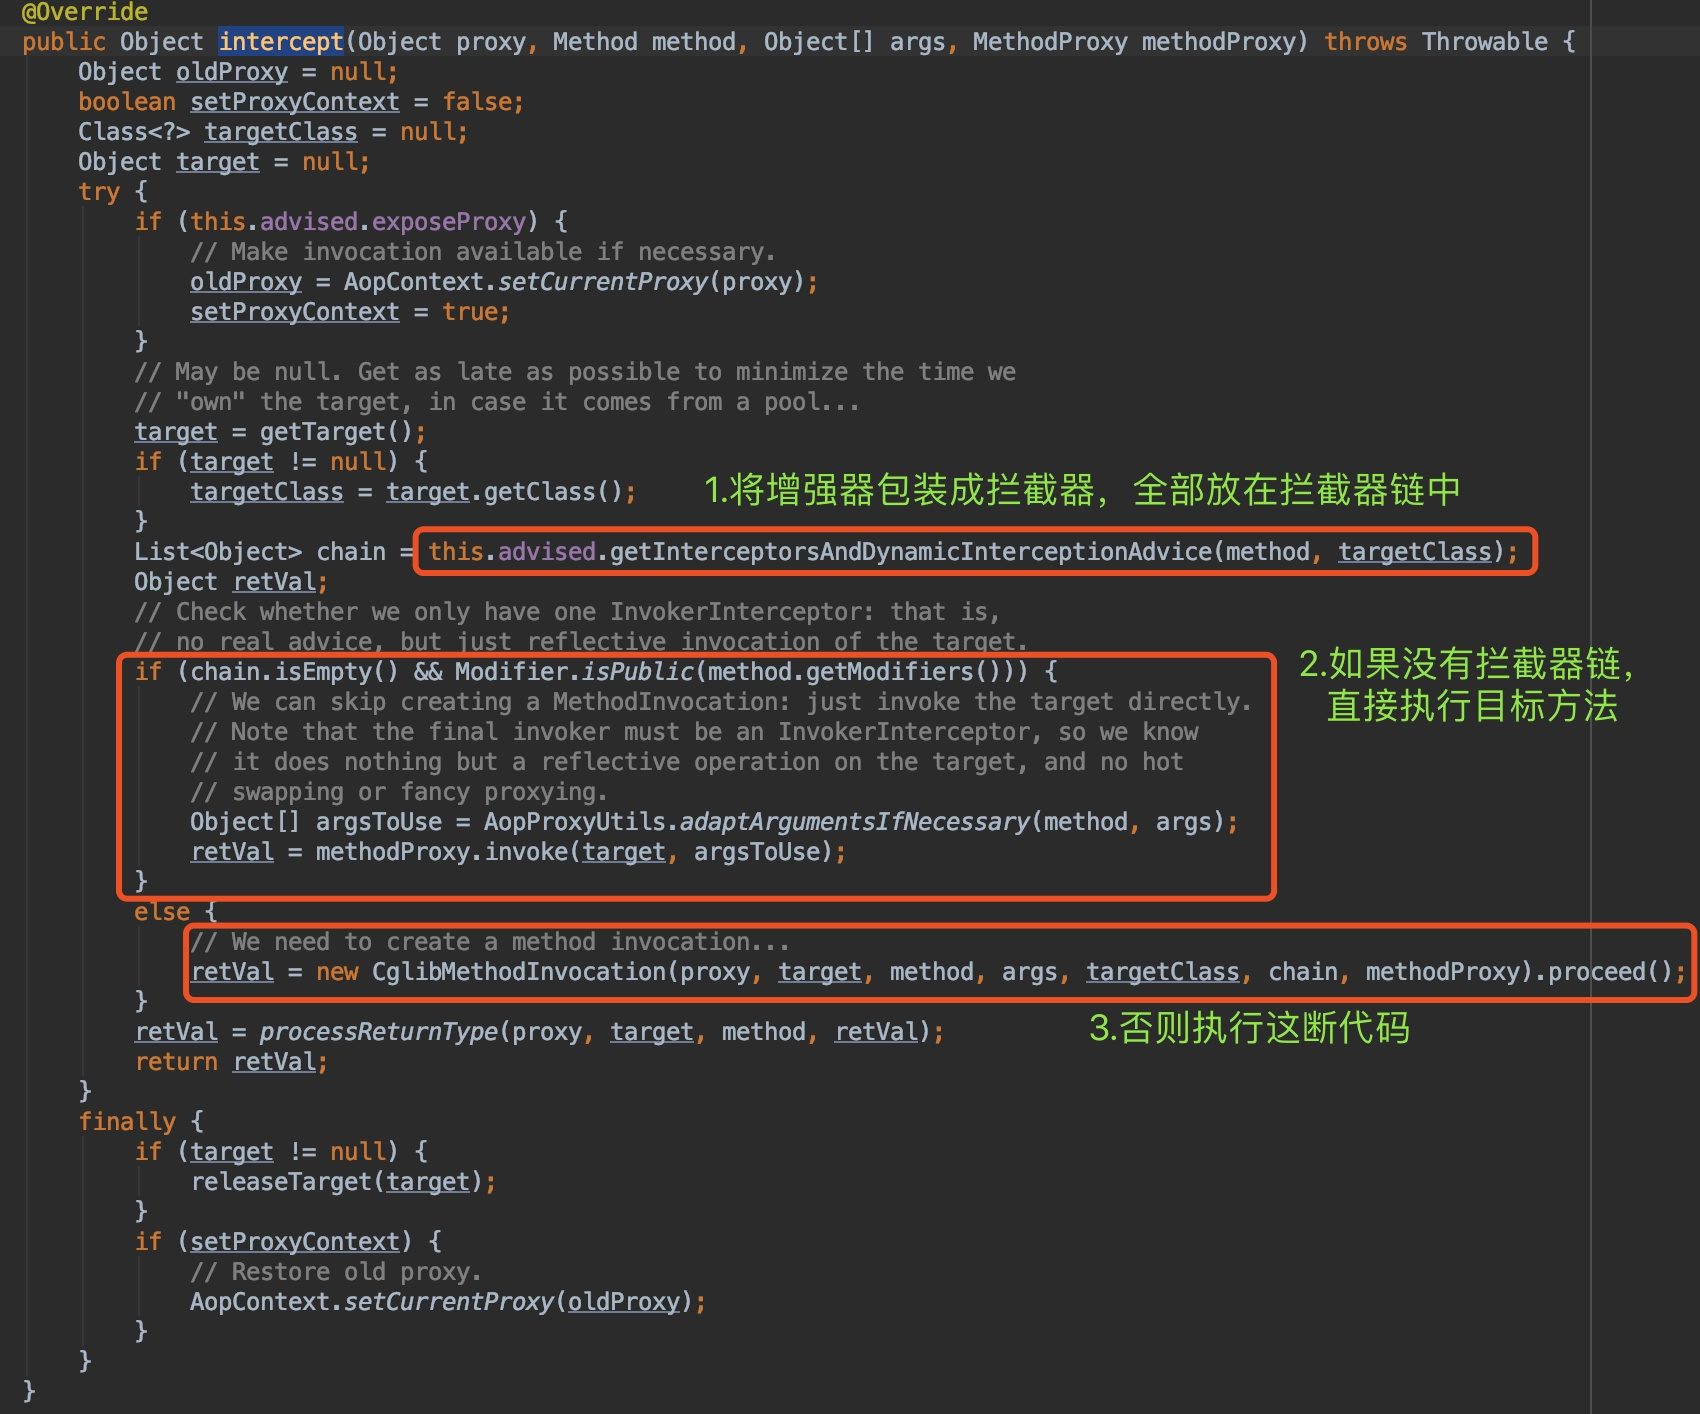 @Override
public Object intercept(Object proxy, Method method, Object[] args, MethodProxy methodProxy) throws Throwable {
    Object oldProxy = null;
    boolean setProxyContext = false;
    Class<?> targetClass = null;
    Object target = null;
    try {
        if (this.advised.exposeProxy) {
            // Make invocation available if necessary.
            oldProxy = AopContext.setCurrentProxy(proxy);
            setProxyContext = true;
        }
        // May be null. Get as late as possible to minimize the time we
        // "own" the target, in case it comes from a pool...
        target = getTarget();
        if (target != null) {
            targetClass = target.getClass();
1.将增强器包装成拦截器，全部放在拦截器链中
        }
        List<Object> chain = this.advised.getInterceptorsAndDynamicInterceptionAdvice(method, targetClass);
        Object retVal;
        // Check whether we only have one InvokerInterceptor: that is,
        // no real advice, but just reflective invocation of the target.
        if (chain.isEmpty() && Modifier.isPublic(method.getModifiers())) {
2.如果没有拦截器链，
直接执行目标方法
            // We can skip creating a MethodInvocation: just invoke the target directly.
            // Note that the final invoker must be an InvokerInterceptor, so we know
            // it does nothing but a reflective operation on the target, and no hot
            // swapping or fancy proxying.
            Object[] argsToUse = AopProxyUtils.adaptArgumentsIfNecessary(method, args);
            retVal = methodProxy.invoke(target, argsToUse);
        }
        else {
            // We need to create a method invocation...
            retVal = new CglibMethodInvocation(proxy, target, method, args, targetClass, chain, methodProxy).proceed();
        }
        retVal = processReturnType(proxy, target, method, retVal);
3.否则执行这断代码
        return retVal;
    }
    finally {
        if (target != null) {
            releaseTarget(target);
        }
        if (setProxyContext) {
            // Restore old proxy.
            AopContext.setCurrentProxy(oldProxy);
        }
    }
}